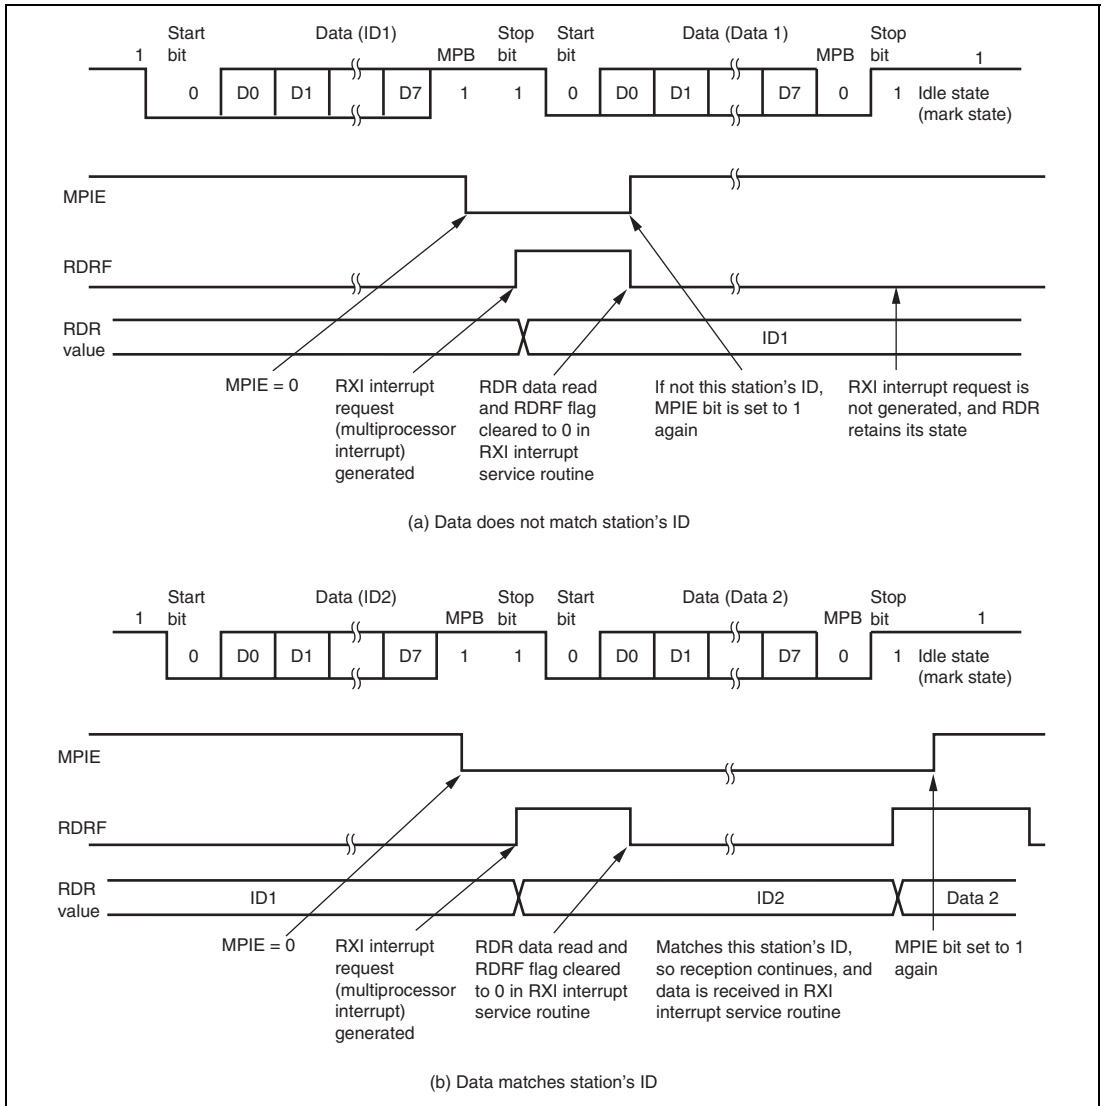 Start Data (ID1) Stop Start Data (Data 1) Stop
1 bit MPB bit bit MPB bit 1
0 D0 D1 D7 1 1 0 D0 D1 D7 0 1 Idle state
(mark state)
MPIE
RDRF
RDR
value
ID1
MPIE = 0
RXI interrupt
request
(multiprocessor
interrupt)
generated
RDR data read
and RDRF flag
cleared to 0 in
RXI interrupt
service routine
If not this station's ID,
MPIE bit is set to 1
again
RXI interrupt request is
not generated, and RDR
retains its state
(a) Data does not match station's ID
Start Data (ID2) Stop Start Data (Data 2) Stop
1 bit MPB bit bit MPB bit 1
0 D0 D1 D7 1 1 0 D0 D1 D7 0 1 Idle state
(mark state)
MPIE
RDRF
RDR
value
ID1 ID2 Data 2
MPIE = 0
RXI interrupt
request
(multiprocessor
interrupt)
generated
RDR data read and
RDRF flag cleared
to 0 in RXI interrupt
service routine
Matches this station's ID,
so reception continues, and
data is received in RXI
interrupt service routine
MPIE bit set to 1
again
(b) Data matches station's ID